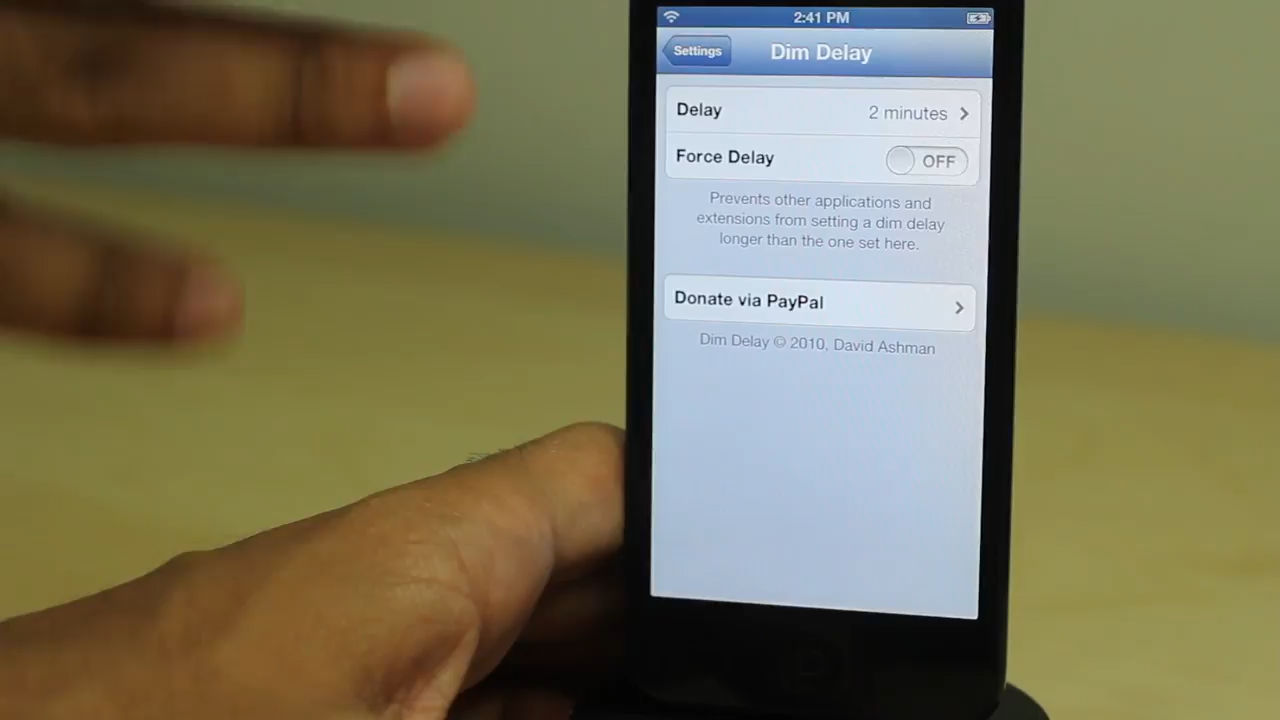 2:41 PM
Settings
Dim Delay
Delay 2 minutes
Force Delay OFF
Prevents other applications and
extensions from setting a dim delay
longer than the one set here.
Donate via PayPal
Dim Delay © 2010, David Ashman